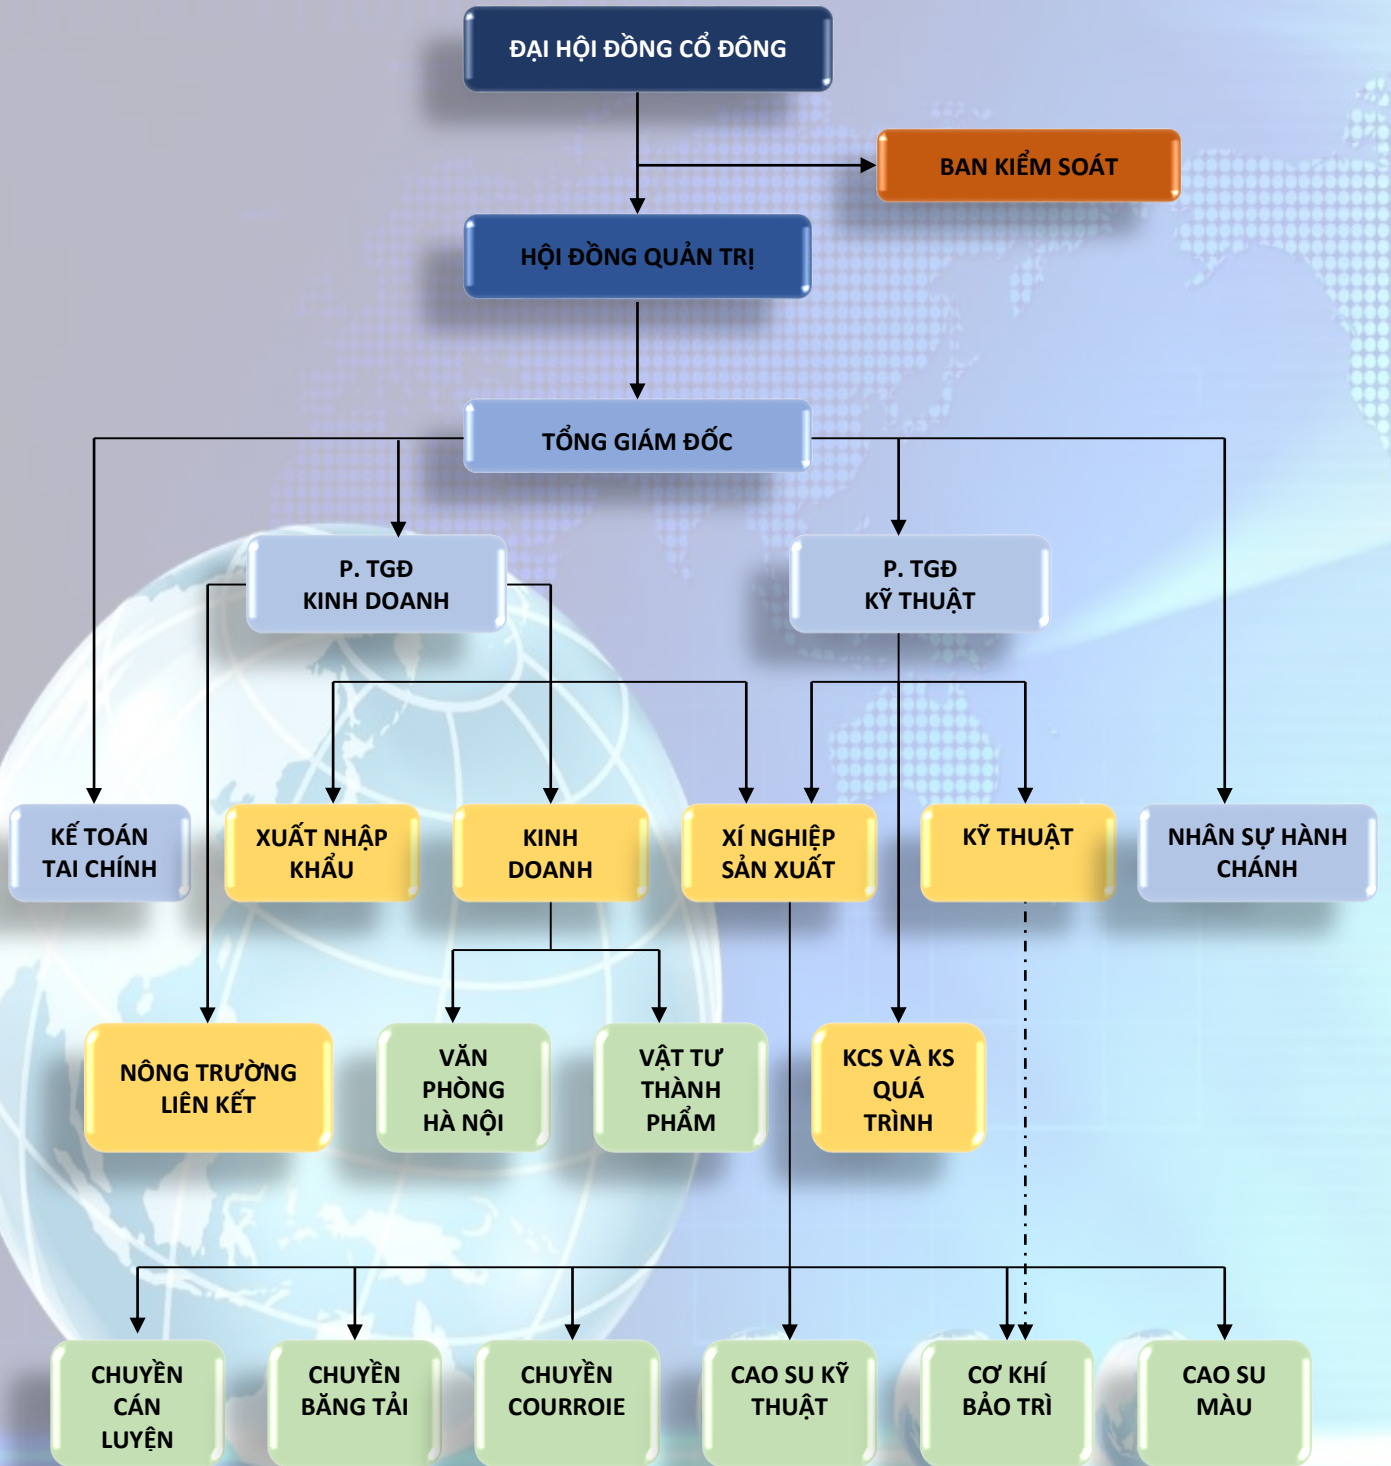 ĐẠI HỘI ĐỒNG CỔ ĐÔNG
BAN KIỂM SOÁT
HỘI ĐỒNG QUẢN TRỊ
TỔNG GIÁM ĐỐC
P. TGĐ
KINH DOANH
P. TGĐ
KỸ THUẬT
KẾ TOÁN
TAI CHÍNH
XUẤT NHẬP
KHẨU
KINH
DOANH
XÍ NGHIỆP
SẢN XUẤT
KỸ THUẬT
NHÂN SỰ HÀNH
CHÁNH
NÔNG TRƯỜNG
LIÊN KẾT
VĂN
PHÒNG
HÀ NỘI
VẬT TƯ
THÀNH
PHẨM
KCS VÀ KS
QUÁ
TRÌNH
CHUYỀN
CÁN
LUYỆN
CHUYỀN
BĂNG TẢI
CHUYỀN
COURROIE
CAO SU KỸ
THUẬT
CƠ KHÍ
BẢO TRÌ
CAO SU
MÀU